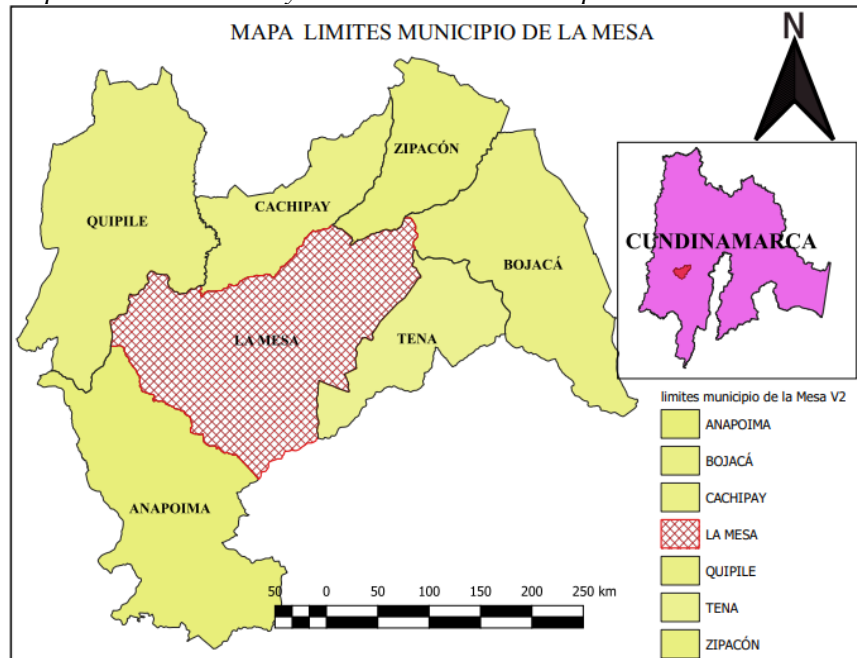 MAPA LIMITES MUNICIPIO DE LA MESA
N
ZIPACÓN
CACHIPAY
QUIPILE
BOJACÁ
CUNDINAMARCA
LA MESA
TENA
ANAPOIMA
limites municipio de la Mesa V2
ANAPOIMA
BOJACÁ
CACHIPAY
LA MESA
QUIPILE
TENA
ZIPACÓN
50 0 50 100 150 200 250 km